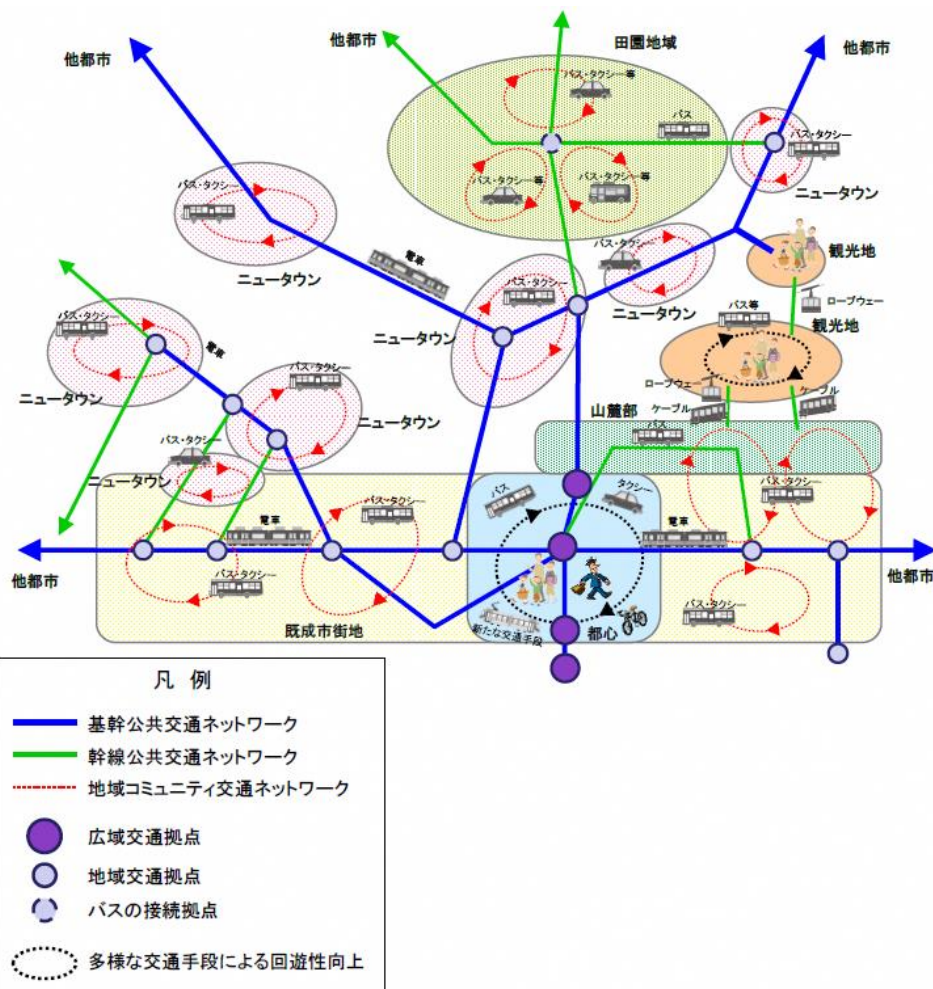 田園地域
他都市
他都市
他都市
バス・タクシー等
バス
バス・タクシー
バス・タクシー等
バス・タクシー等
ニュータウン
バス・タクシー
ニュータウン
電車
バス・タクシー
観光地
ロープウェー
バス・タクシー
ニュータウン
バス等
観光地
バス・タクシー
電車
ニュータウン
ニュータウン
バス・タクシー
ニュータウン
ロープウェー
ケーブル
ケーブル
山麓部
バス
バス・タクシー
ニュータウン
バス・タクシー
バス
タクシー
バス・タクシー
電車
電車
他都市
他都市
バス・タクシー
バス・タクシー
新たな交通手段
都心
既成市街地
凡 例
基幹公共交通ネットワーク
幹線公共交通ネットワーク
地域コミュニティ交通ネットワーク
広域交通拠点
地域交通拠点
バスの接続拠点
多様な交通手段による回遊性向上